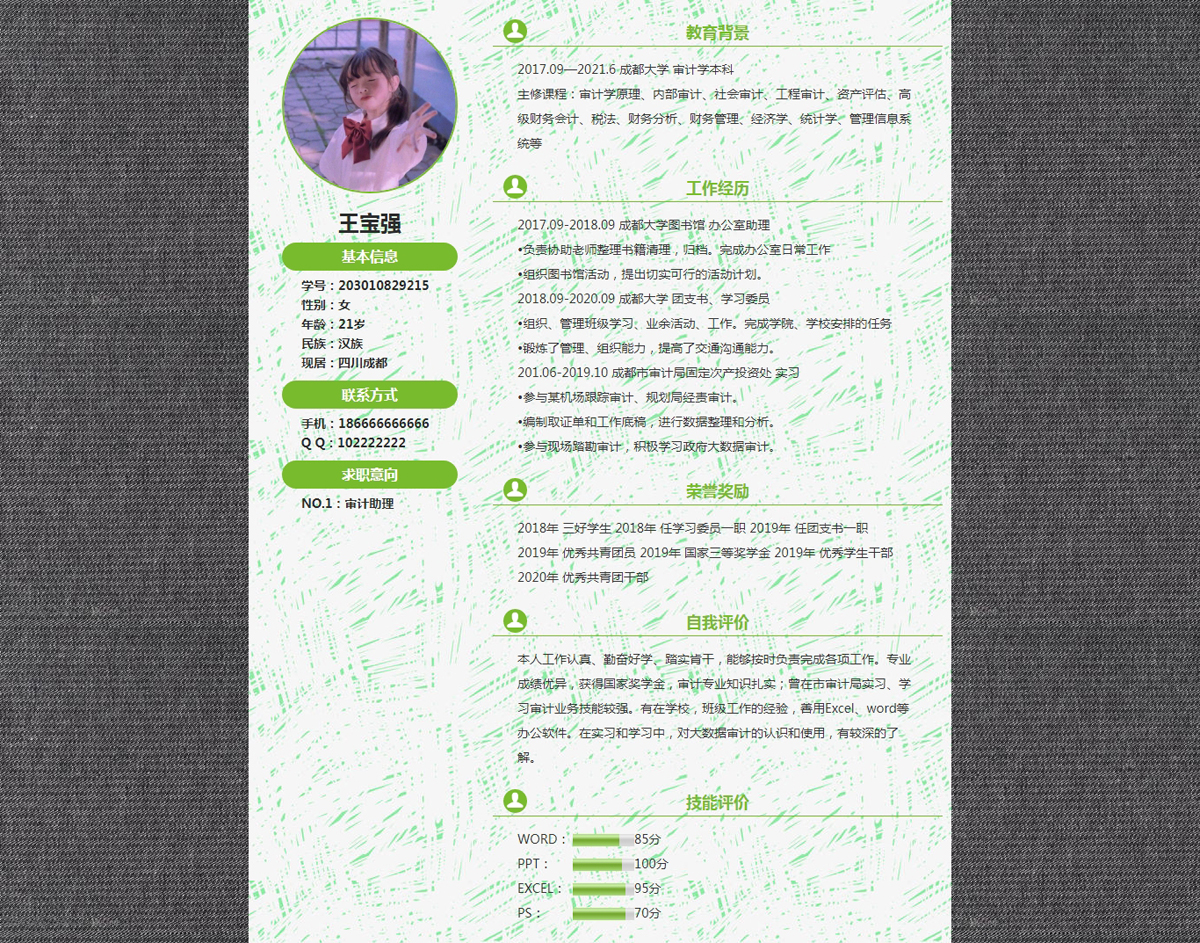 王宝强
基本信息
学号：203010829215
性别：女
年龄：21岁
民族：汉族
现居：四川成都
联系方式
手机：186666666666
Q Q：102222222
求职意向
NO.1：审计助理
教育背景
2017.09—2021.6 成都大学 审计学本科
主修课程：审计学原理、内部审计、社会审计、工程审计、资产评估、高
级财务会计、税法、财务分析、财务管理、经济学、统计学、管理信息系
统等
工作经历
2017.09-2018.09 成都大学图书馆 办公室助理
•负责协助老师整理书籍清理，归档。完成办公室日常工作
•组织图书馆活动，提出切实可行的活动计划。
2018.09-2020.09 成都大学 团支书、学习委员
•组织、管理班级学习、业余活动、工作。完成学院、学校安排的任务
•锻炼了管理、组织能力，提高了交通沟通能力。
201.06-2019.10 成都市审计局固定次产投资处 实习
•参与某机场跟踪审计、规划局经责审计。
•编制取证单和工作底稿，进行数据整理和分析。
•参与现场踏勘审计，积极学习政府大数据审计。
荣誉奖励
2018年 三好学生 2018年 任学习委员一职 2019年 任团支书一职
2019年 优秀共青团员 2019年 国家三等奖学金 2019年 优秀学生干部
2020年 优秀共青团干部
自我评价
本人工作认真、勤奋好学、踏实肯干，能够按时负责完成各项工作。专业
成绩优异，获得国家奖学金，审计专业知识扎实；曾在市审计局实习、学
习审计业务技能较强。有在学校，班级工作的经验，善用Excel、word等
办公软件。在实习和学习中，对大数据审计的认识和使用，有较深的了
解。
技能评价
WORD：85分
PPT：100分
EXCEL：95分
PS：70分